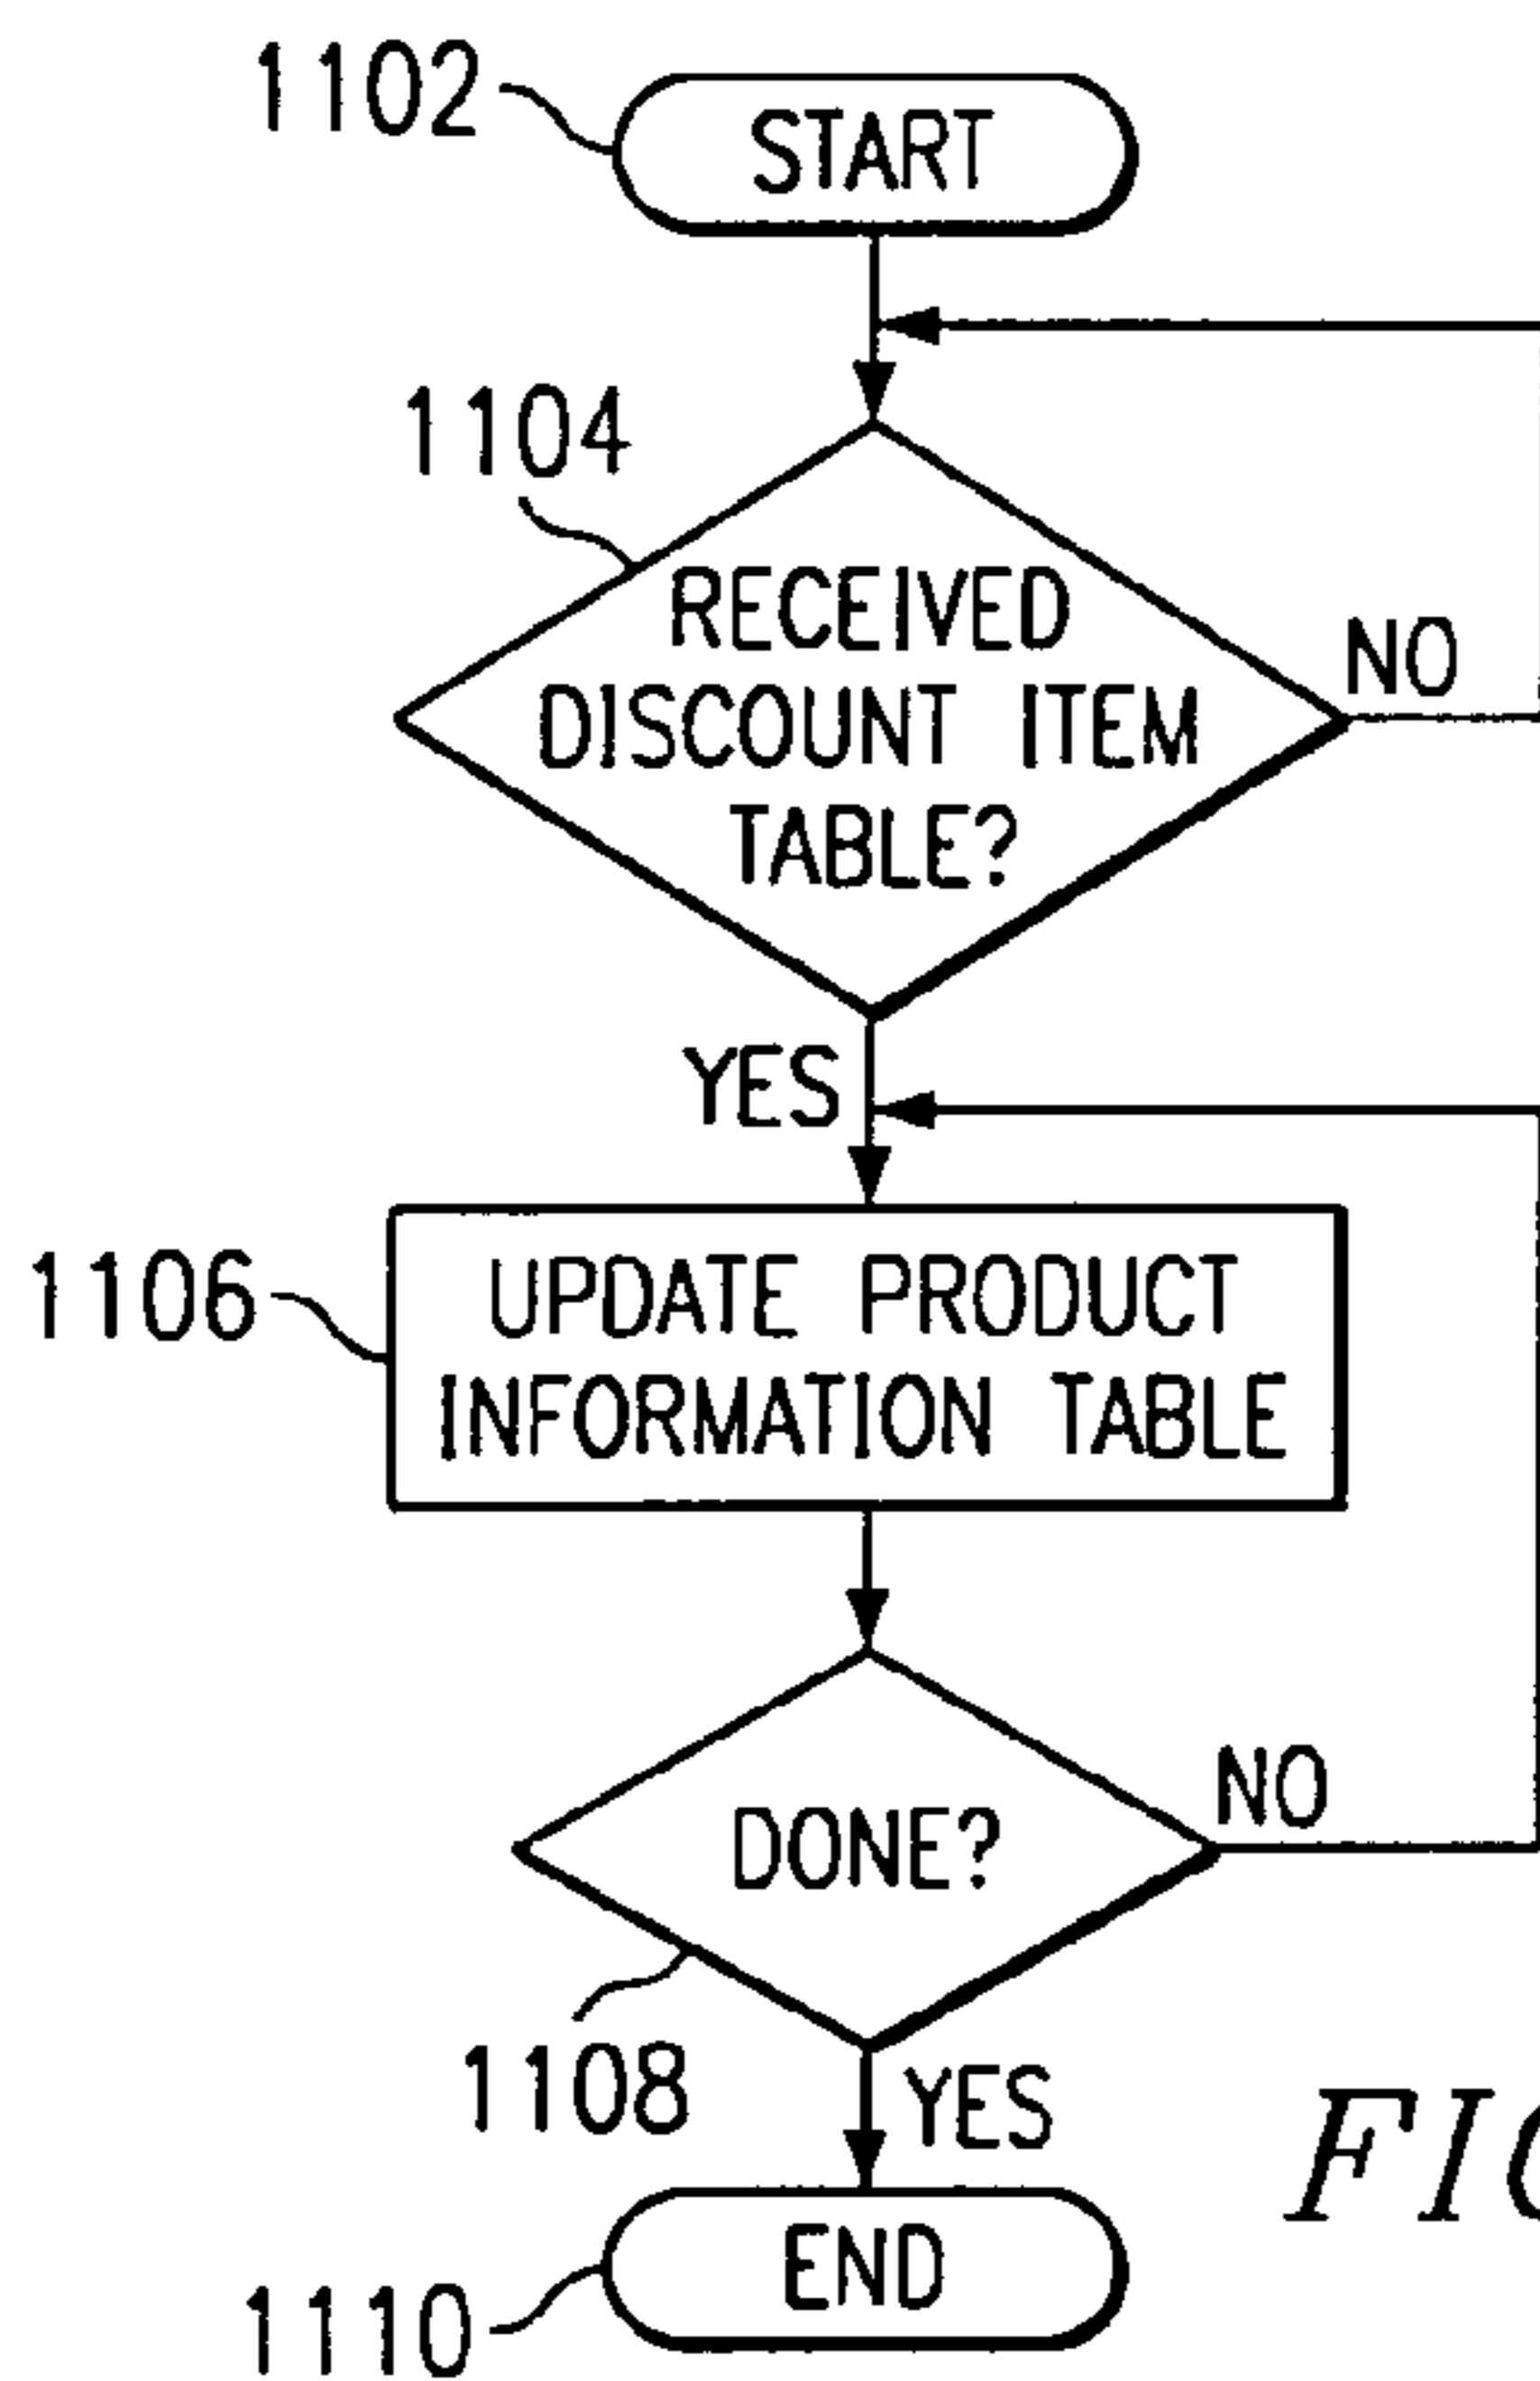 1102
START
1104
RECEIVED
DISCOUNT ITEM
TABLE?
NO
YES
1106
UPDATE PRODUCT
INFORMATION TABLE
DONE?
NO
1108
YES
END
1110